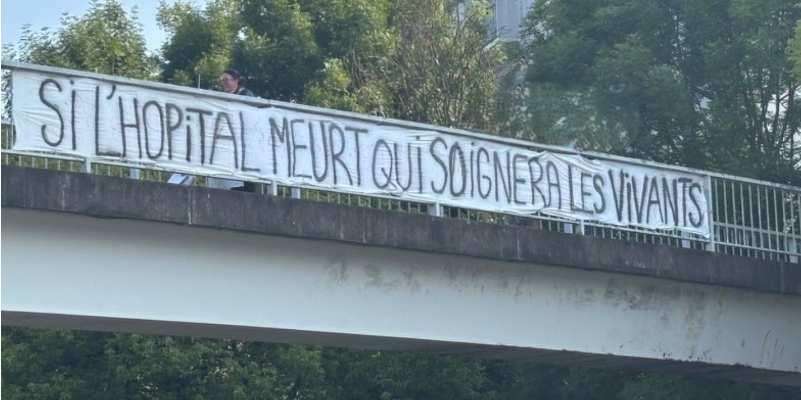 Si L'HOPiTAL MEURT QUi SOiGNERA LES ViVANTS